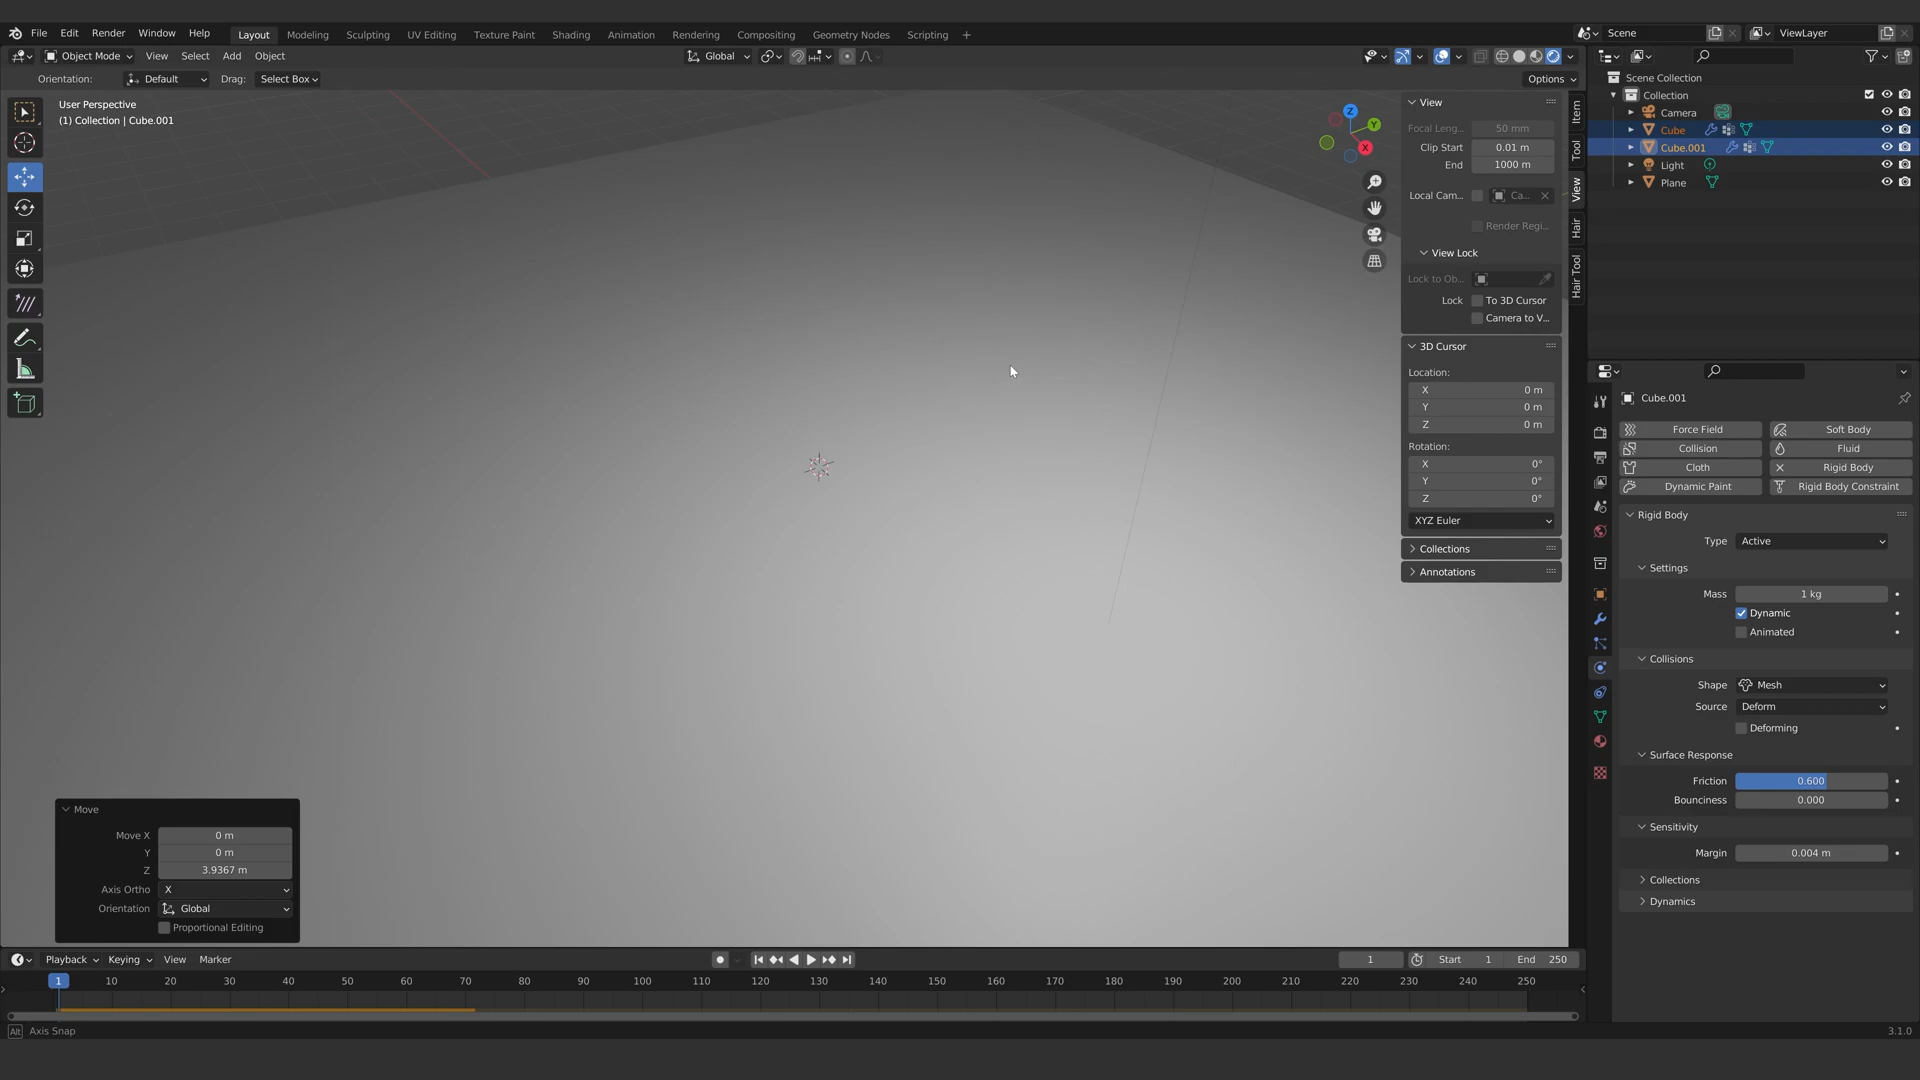 File Edit Render Window Help Layout Modeling Sculpting UV Editing Texture Paint Shading Animation Rendering Compositing Geometry Nodes Scripting + Scene ViewLayer
Object Mode View Select Add Object Global
Orientation: Default Drag: Select Box Options
User Perspective
(1) Collection | Cube.001
Z
Y
X
View
Focal Leng... 50 mm
Clip Start 0.01 m
End 1000 m
Local Cam... Ca...
Render Regi...
View Lock
Lock to Ob...
Lock To 3D Cursor
Camera to V...
3D Cursor
Location:
X 0 m
Y 0 m
Z 0 m
Rotation:
X 0°
Y 0°
Z 0°
XYZ Euler
Collections
Annotations
Item
Tool
View
Hair
Hair Tool
Scene Collection
Collection
Camera
Cube
Cube.001
Light
Plane
Cube.001
Force Field Soft Body
Collision Fluid
Cloth Rigid Body
Dynamic Paint Rigid Body Constraint
Rigid Body
Type Active
Settings
Mass 1 kg
Dynamic
Animated
Collisions
Shape Mesh
Source Deform
Deforming
Surface Response
Friction 0.600
Bounciness 0.000
Sensitivity
Margin 0.004 m
Collections
Dynamics
Move
Move X 0 m
Y 0 m
Z 3.9367 m
Axis Ortho X
Orientation Global
Proportional Editing
Playback Keying View Marker 1 Start 1 End 250
1 10 20 30 40 50 60 70 80 90 100 110 120 130 140 150 160 170 180 190 200 210 220 230 240 250
Alt Axis Snap 3.1.0